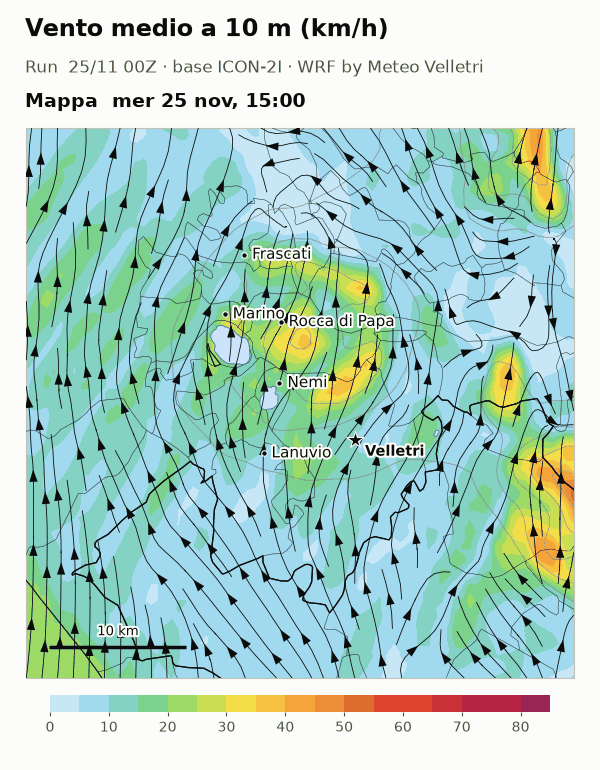 Vento medio a 10 m (km/h)
Run  25/11 00Z · base ICON-2I · WRF by Meteo Velletri
Mappa  mer 25 nov, 15:00
Frascati
Marino
Rocca di Papa
Nemi
Lanuvio
Velletri
10 km
0 10 20 30 40 50 60 70 80